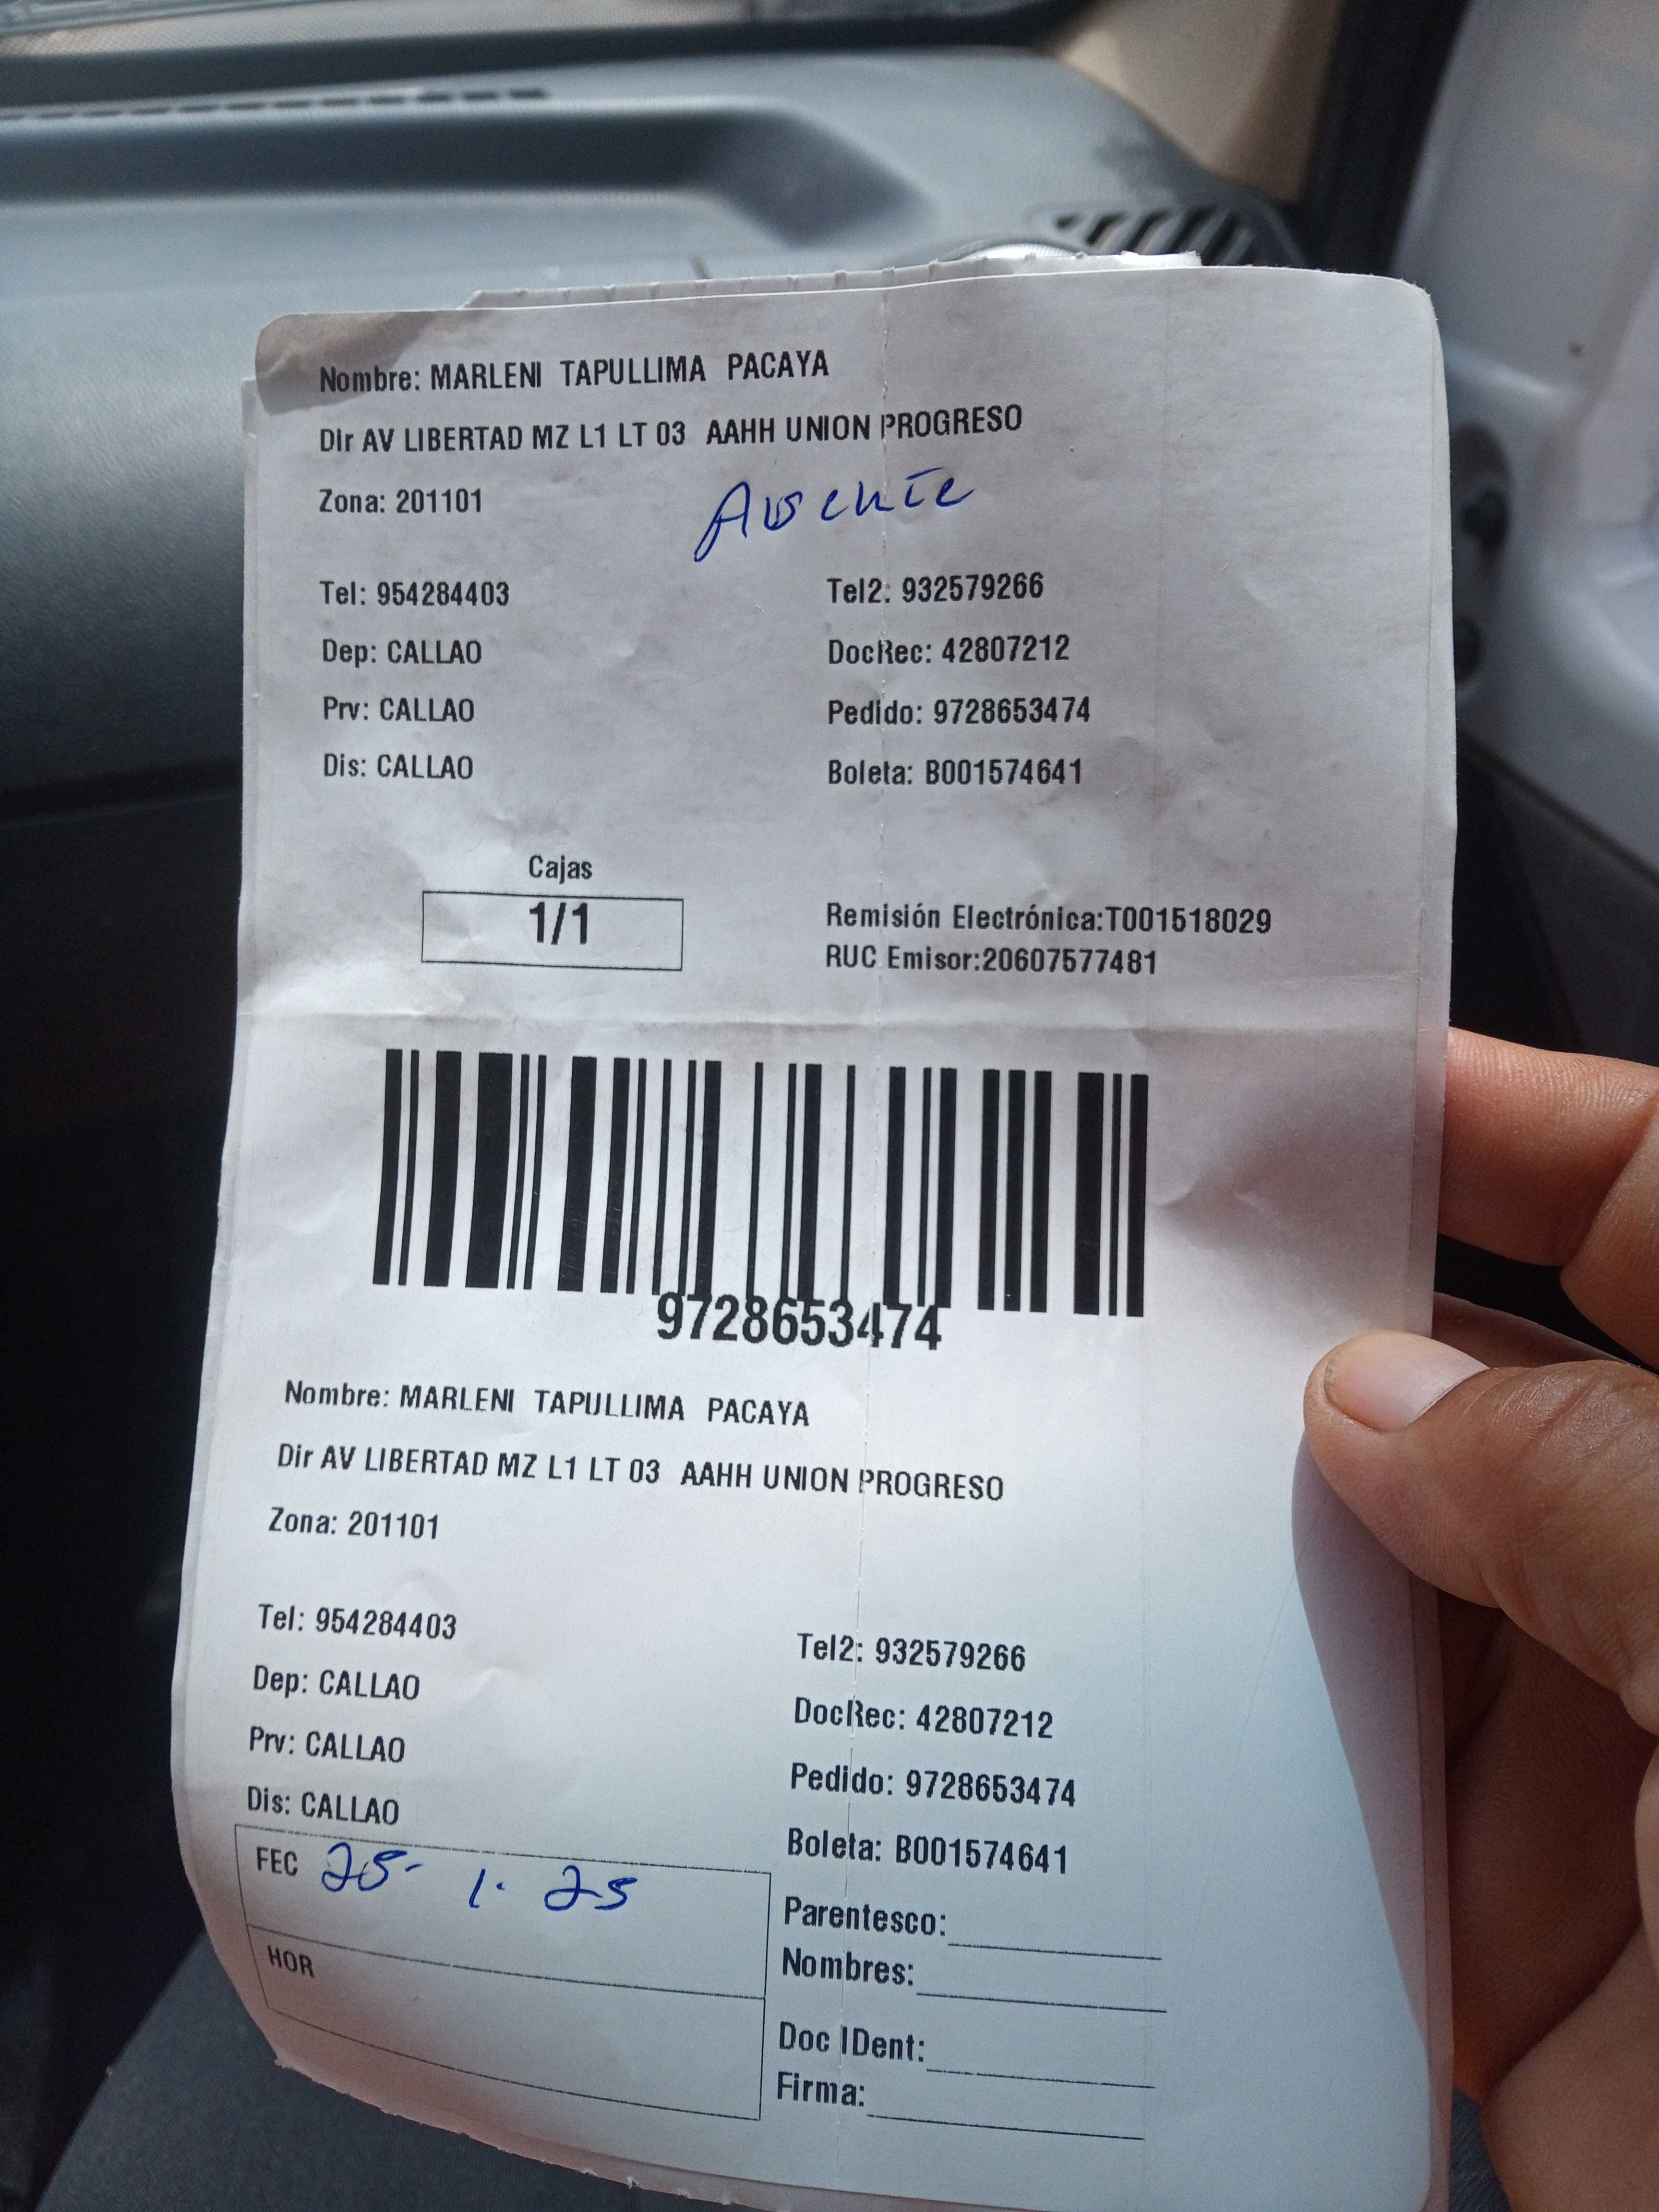 Nombre: MARLENI TAPULLIMA PACAYA
Dir AV LIBERTAD MZ L1 LT 03 AAHH UNION PROGRESO
Zona: 201101
Ausente
Tel: 954284403 Tel2: 932579266
Dep: CALLAO DocRec: 42807212
Prv: CALLAO Pedido: 9728653474
Dis: CALLAO Boleta: B001574641
Cajas
1/1
Remisión Electrónica:T001518029
RUC Emisor:20607577481
9728653474
Nombre: MARLENI TAPULLIMA PACAYA
Dir AV LIBERTAD MZ L1 LT 03 AAHH UNION PROGRESO
Zona: 201101
Tel: 954284403 Tel2: 932579266
Dep: CALLAO DocRec: 42807212
Prv: CALLAO Pedido: 9728653474
Dis: CALLAO Boleta: B001574641
FEC 25- 1. 25
HOR
Parentesco:
Nombres:
Doc IDent:
Firma: